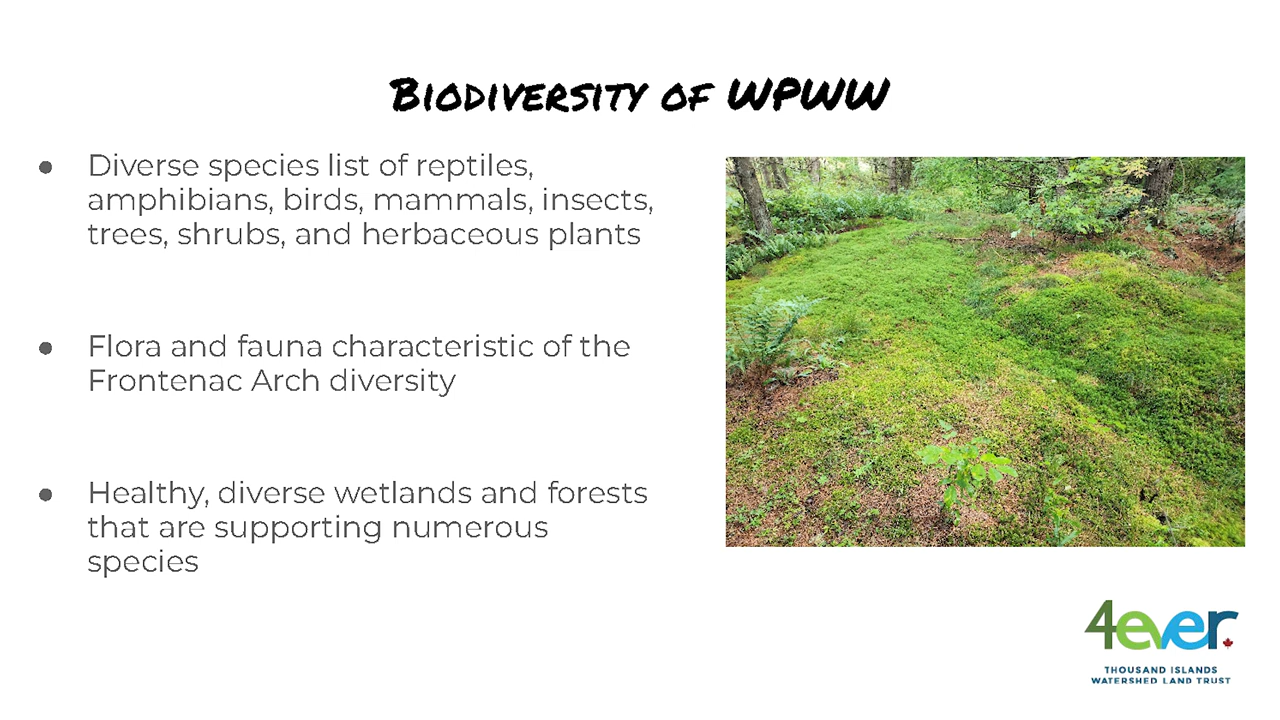 Biodiversity of WPWW
● Diverse species list of reptiles,
amphibians, birds, mammals, insects,
trees, shrubs, and herbaceous plants
● Flora and fauna characteristic of the
Frontenac Arch diversity
● Healthy, diverse wetlands and forests
that are supporting numerous
species
4ever.
THOUSAND ISLANDS
WATERSHED LAND TRUST